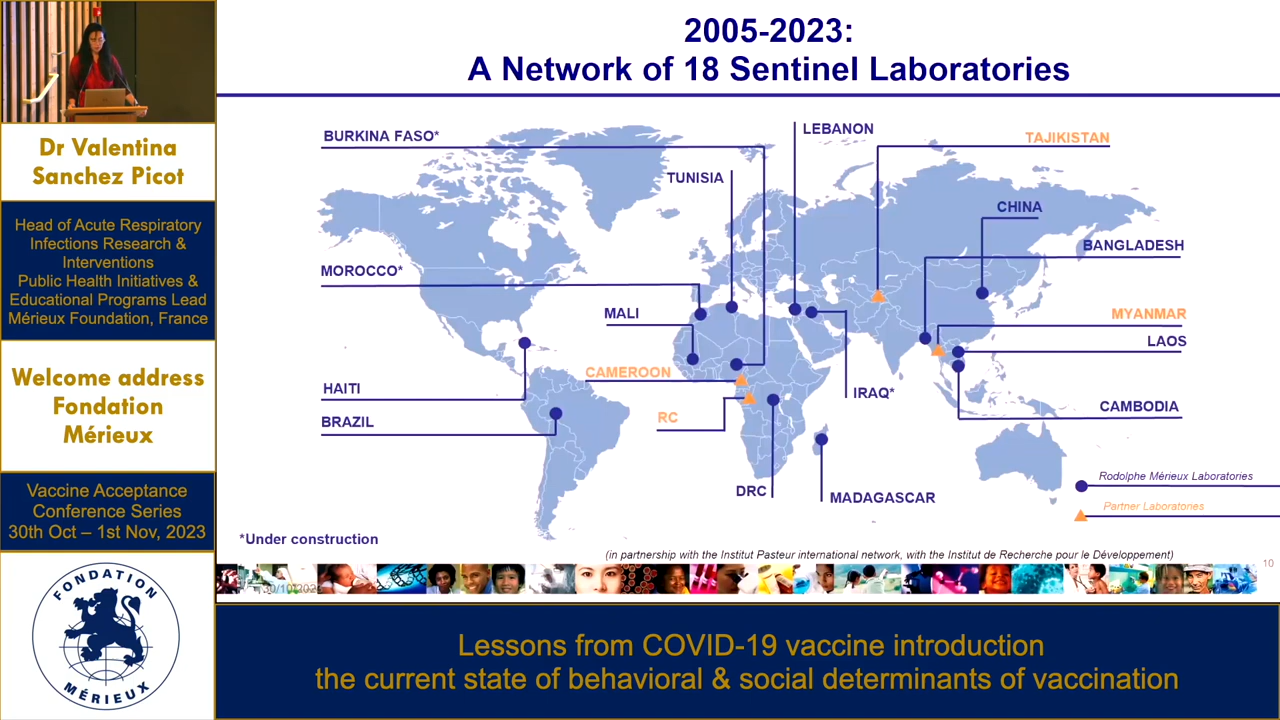 Dr Valentina
Sanchez Picot
Head of Acute Respiratory
Infections Research &
Interventions
Public Health Initiatives &
Educational Programs Lead
Mérieux Foundation, France
Welcome address
Fondation
Mérieux
Vaccine Acceptance
Conference Series
30th Oct – 1st Nov, 2023
FONDATION
MÉRIEUX
2005-2023:
A Network of 18 Sentinel Laboratories
BURKINA FASO*
LEBANON
TAJIKISTAN
TUNISIA
CHINA
BANGLADESH
MOROCCO*
MALI
MYANMAR
LAOS
CAMEROON
HAITI
IRAQ*
RC
CAMBODIA
BRAZIL
DRC
MADAGASCAR
Rodolphe Mérieux Laboratories
Partner Laboratories
*Under construction
(in partnership with the Institut Pasteur international network, with the Institut de Recherche pour le Développement)
10
Lessons from COVID-19 vaccine introduction
the current state of behavioral & social determinants of vaccination